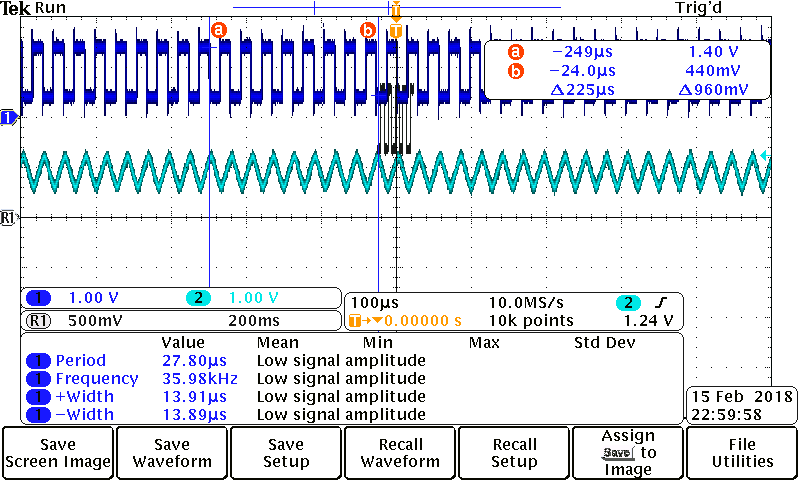 Tek Run Trig'd
T
a b T
a −249µs 1.40 V
b −24.0µs 440mV
Δ225µs Δ960mV
T
R1
1 1.00 V 2 1.00 V
R1 500mV 200ms
100µs 10.0MS/s 2
T→▼0.00000 s 10k points 1.24 V
Value Mean Min Max Std Dev
1 Period 27.80µs Low signal amplitude
1 Frequency 35.98kHz Low signal amplitude
1 +Width 13.91µs Low signal amplitude
1 −Width 13.89µs Low signal amplitude
15 Feb 2018
22:59:58
Save Screen Image
Save Waveform
Save Setup
Recall Waveform
Recall Setup
Assign Save to Image
File Utilities